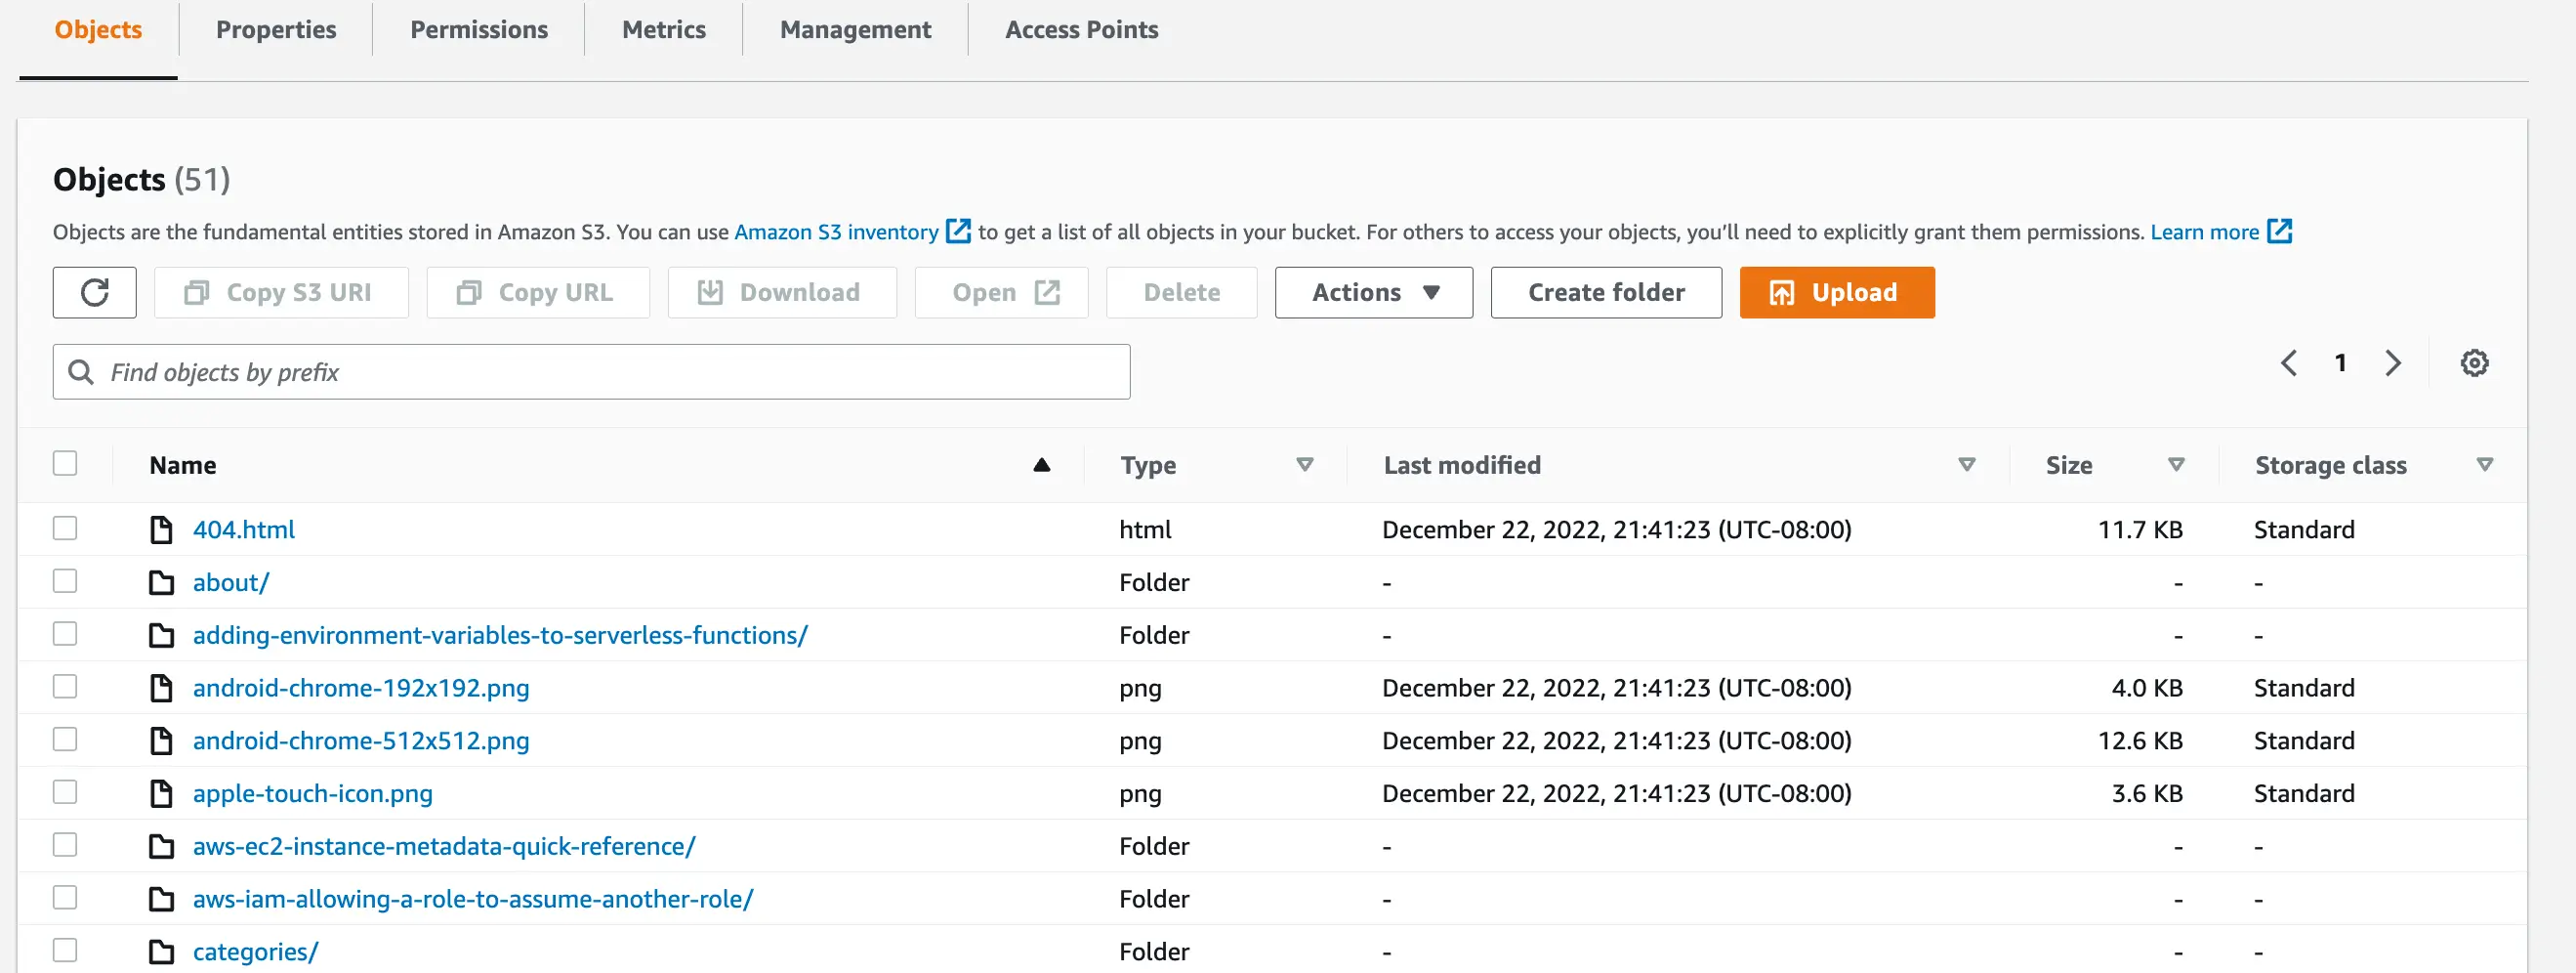 Objects Properties Permissions Metrics Management Access Points
Objects (51)
Objects are the fundamental entities stored in Amazon S3. You can use Amazon S3 inventory to get a list of all objects in your bucket. For others to access your objects, you’ll need to explicitly grant them permissions. Learn more
Copy S3 URI Copy URL Download Open Delete Actions Create folder Upload
Find objects by prefix 1
Name Type Last modified Size Storage class
404.html html December 22, 2022, 21:41:23 (UTC-08:00) 11.7 KB Standard
about/ Folder - - -
adding-environment-variables-to-serverless-functions/ Folder - - -
android-chrome-192x192.png png December 22, 2022, 21:41:23 (UTC-08:00) 4.0 KB Standard
android-chrome-512x512.png png December 22, 2022, 21:41:23 (UTC-08:00) 12.6 KB Standard
apple-touch-icon.png png December 22, 2022, 21:41:23 (UTC-08:00) 3.6 KB Standard
aws-ec2-instance-metadata-quick-reference/ Folder - - -
aws-iam-allowing-a-role-to-assume-another-role/ Folder - - -
categories/ Folder - - -